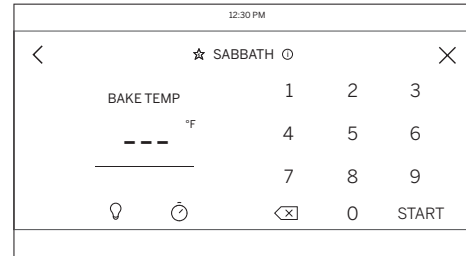 12:30 PM
SABBATH
BAKE TEMP
1 2 3
°F
--- 
4 5 6
7 8 9
0 START